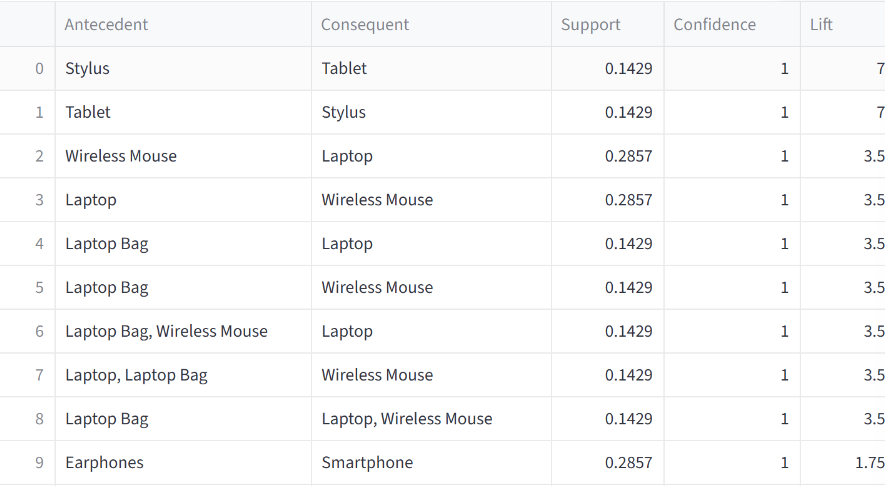 Antecedent Consequent Support Confidence Lift
0 Stylus Tablet 0.1429 1 7
1 Tablet Stylus 0.1429 1 7
2 Wireless Mouse Laptop 0.2857 1 3.5
3 Laptop Wireless Mouse 0.2857 1 3.5
4 Laptop Bag Laptop 0.1429 1 3.5
5 Laptop Bag Wireless Mouse 0.1429 1 3.5
6 Laptop Bag, Wireless Mouse Laptop 0.1429 1 3.5
7 Laptop, Laptop Bag Wireless Mouse 0.1429 1 3.5
8 Laptop Bag Laptop, Wireless Mouse 0.1429 1 3.5
9 Earphones Smartphone 0.2857 1 1.75